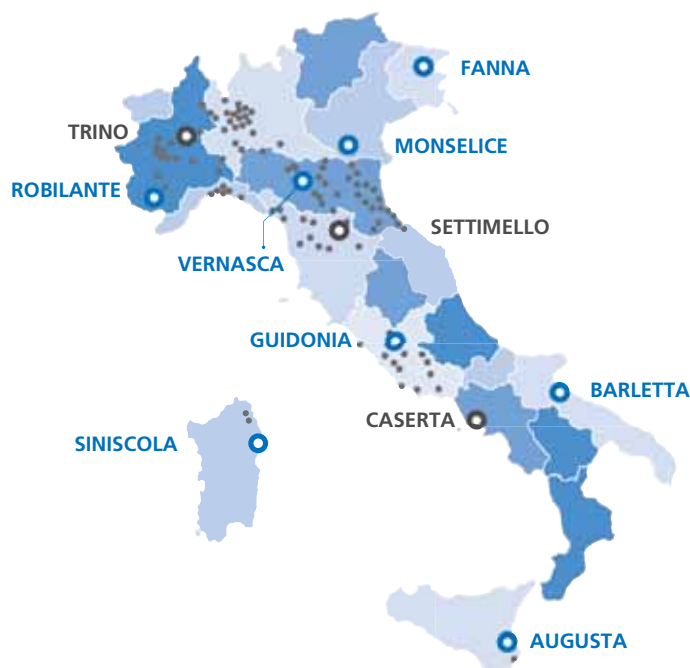 FANNA
TRINO
MONSELICE
ROBILANTE
SETTIMELLO
VERNASCA
GUIDONIA
BARLETTA
CASERTA
SINISCOLA
AUGUSTA